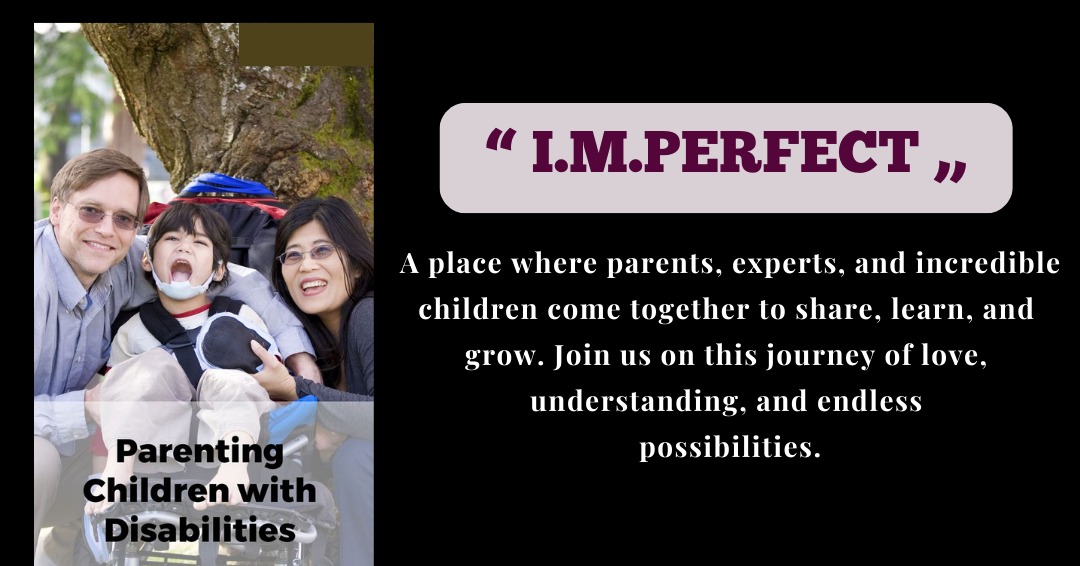 “ I.M.PERFECT „
A place where parents, experts, and incredible
children come together to share, learn, and
grow. Join us on this journey of love,
understanding, and endless
possibilities.
Parenting
Children with
Disabilities